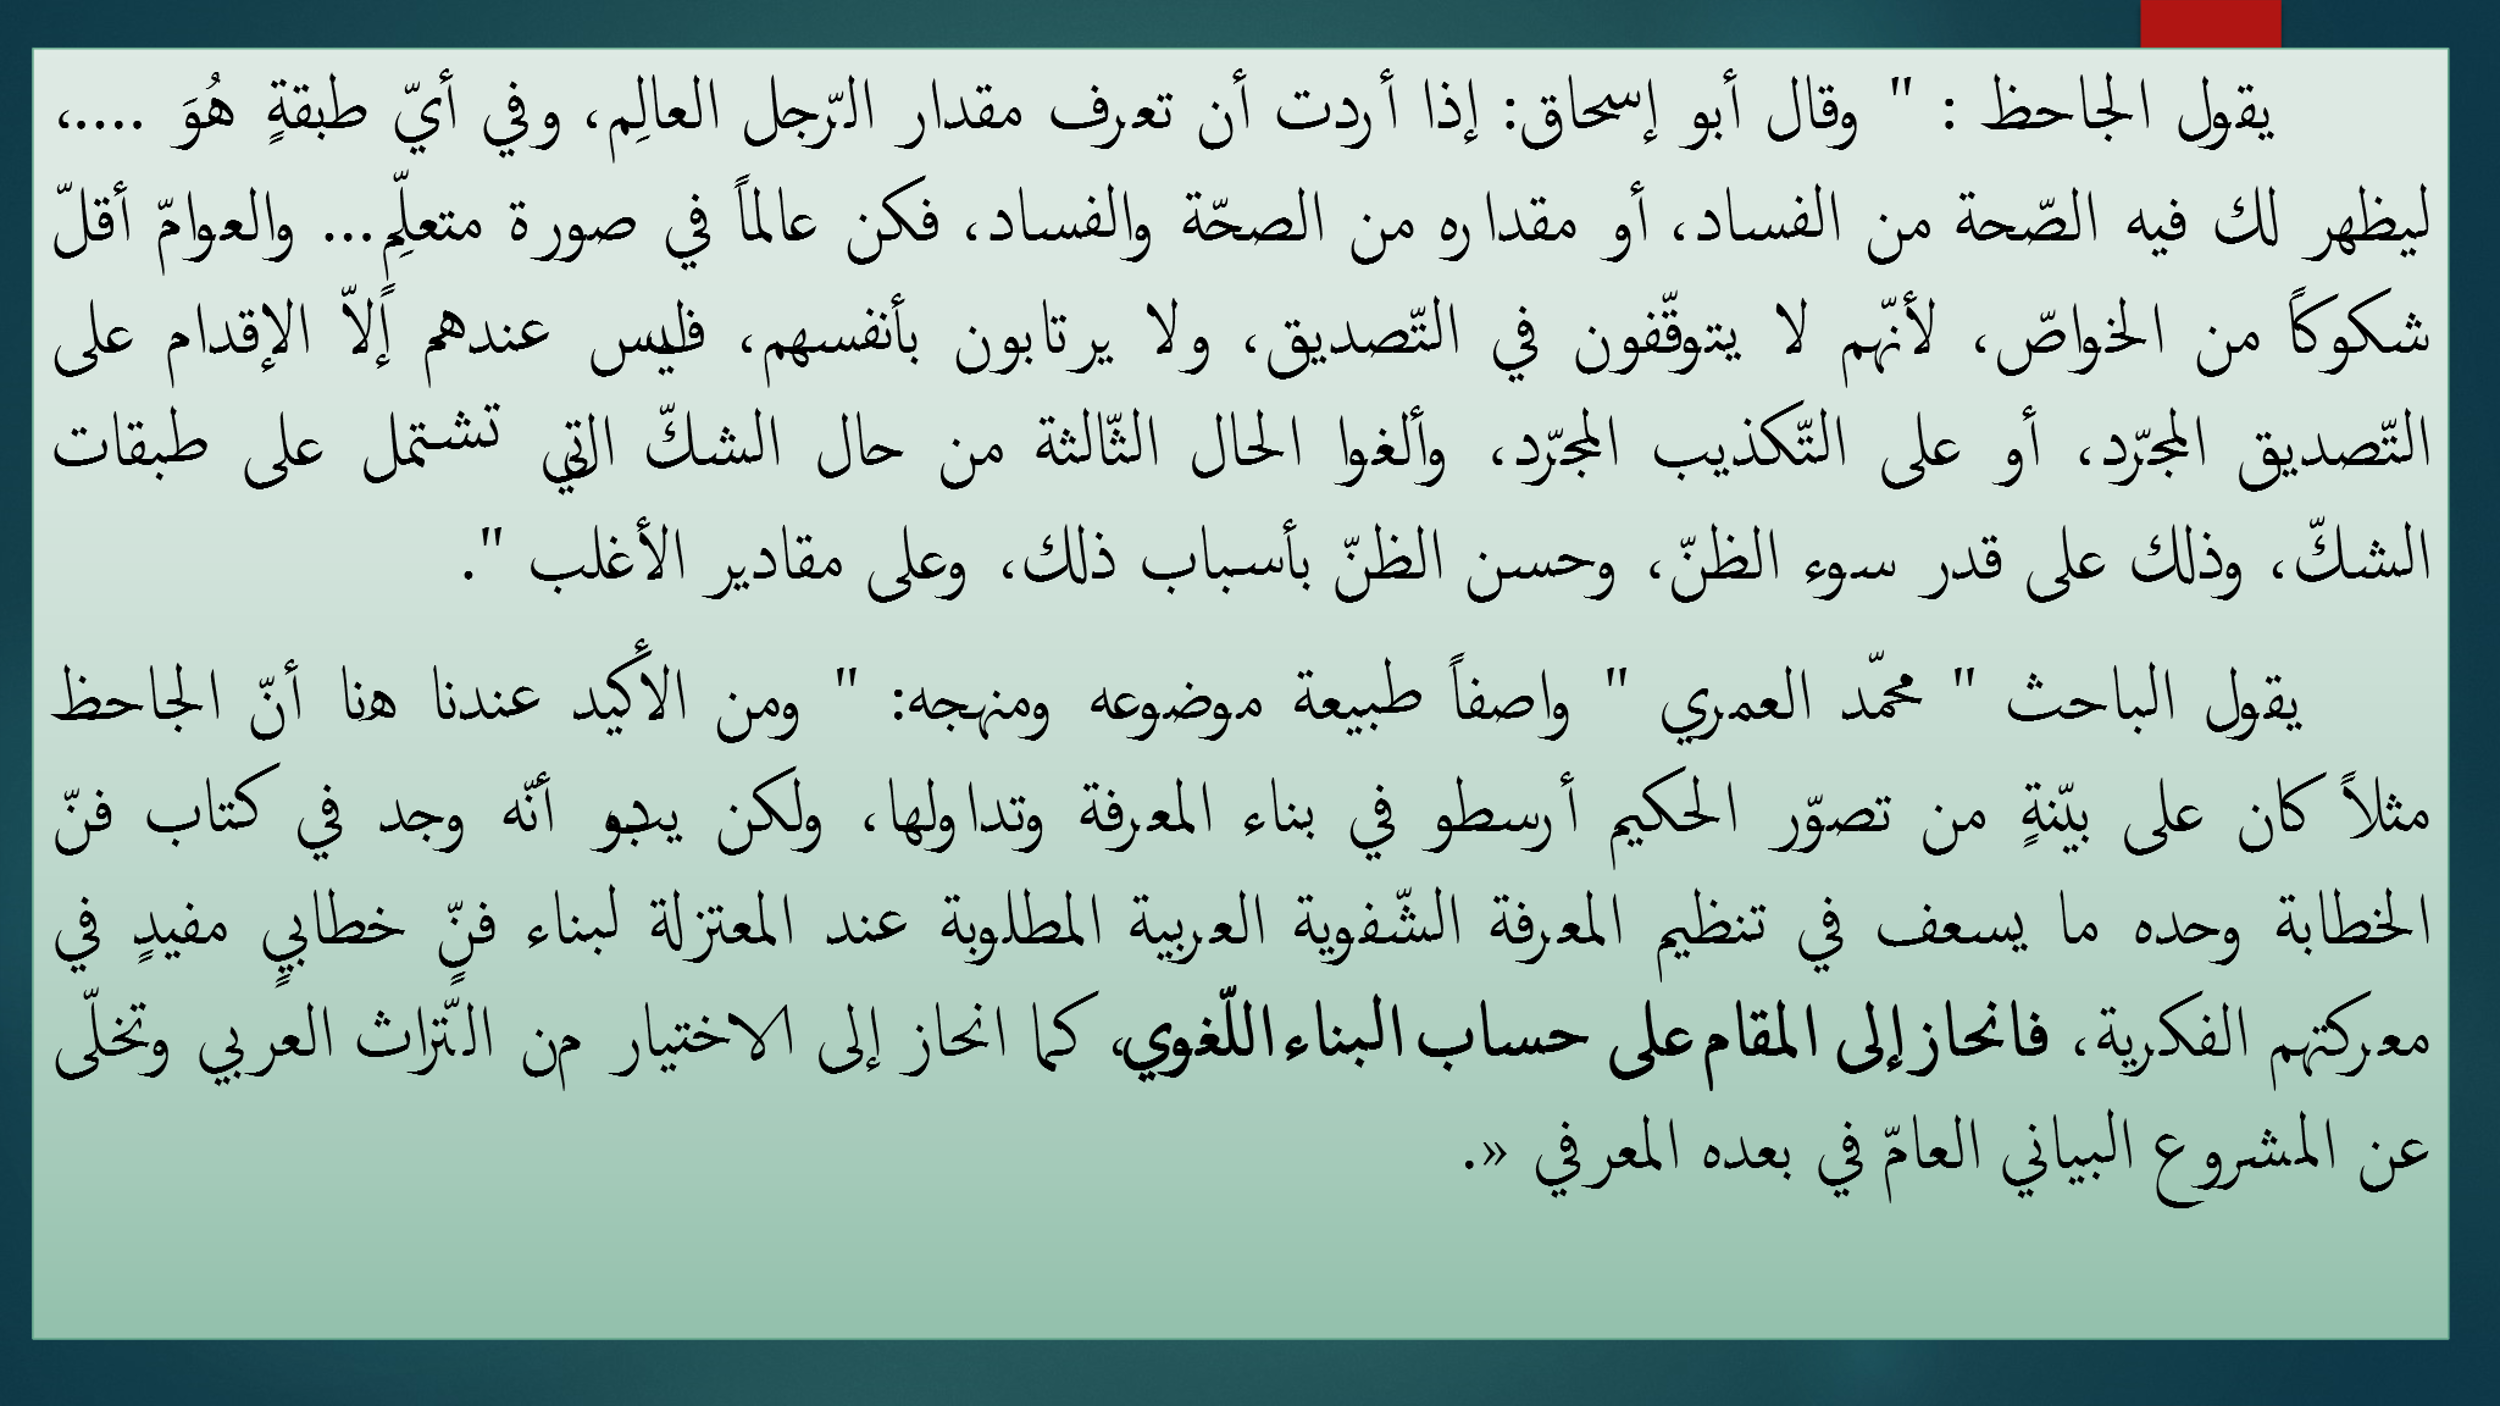 يقول الجاحظ : " وقال أبو إسحاق: إذا أردت أن تعرف مقدار الرّجل العالِم، وفي أيّ طبقةٍ هُوَ ....،
ليظهر لك فيه الصّحة من الفساد، أو مقداره من الصحّة والفساد، فكن عالماً في صورة متعلِّمٍ... والعوامّ أقلّ
شكوكاً من الخواصّ، لأنّهم لا يتوقّفون في التّصديق، ولا يرتابون بأنفسهم، فليس عندهم إًلاّ الإقدام على
التّصديق المجرّد، أو على التّكذيب المجرّد، وألغوا الحال الثّالثة من حال الشكّ التي تشتمل على طبقات
الشكّ، وذلك على قدر سوء الظنّ، وحسن الظنّ بأسباب ذلك، وعلى مقادير الأغلب " .
يقول الباحث " محمّد العمري " واصفاً طبيعة موضوعه ومنهجه: " ومن الأكيد عندنا هنا أنّ الجاحظ
مثلاً كان على بيّنةٍ من تصوّر الحكيم أرسطو في بناء المعرفة وتداولها، ولكن يبدو أنّه وجد في كتاب فنّ
الخطابة وحده ما يسعف في تنظيم المعرفة الشّفوية العربية المطلوبة عند المعتزلة لبناء فنٍّ خطابيٍ مفيدٍ في
معركتهم الفكرية، فانحاز إلى المقام على حساب البناء اللّغوي، كما انحاز إلى الاختيار من التّراث العربي وتخلّى
عن المشروع البياني العامّ في بعده المعرفي «.